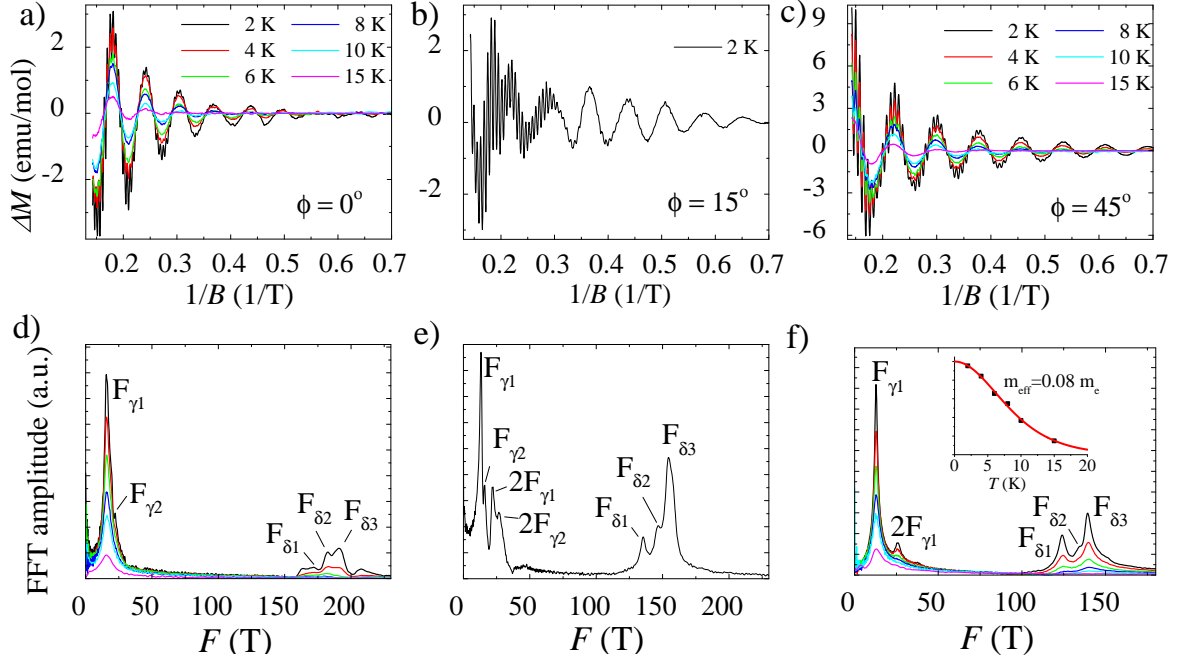 a)
2 K 8 K
4 K 10 K
6 K 15 K
ΔM (emu/mol)
2
0
-2
ϕ = 0°
0.2 0.3 0.4 0.5 0.6 0.7
1/B (1/T)
b)
2 K
2
0
-2
ϕ = 15°
0.2 0.3 0.4 0.5 0.6 0.7
1/B (1/T)
c)
2 K 8 K
4 K 10 K
6 K 15 K
9
6
3
0
-3
-6
ϕ = 45°
0.2 0.3 0.4 0.5 0.6 0.7
1/B (1/T)
d)
FFT amplitude (a.u.)
Fγ1
Fγ2
Fδ1
Fδ2
Fδ3
0 50 100 150 200
F (T)
e)
Fγ1
Fγ2
2Fγ1
2Fγ2
Fδ1
Fδ2
Fδ3
0 50 100 150 200
F (T)
f)
Fγ1
2Fγ1
meff=0.08 me
0 5 10 15 20
T (K)
Fδ1
Fδ2
Fδ3
0 50 100 150
F (T)